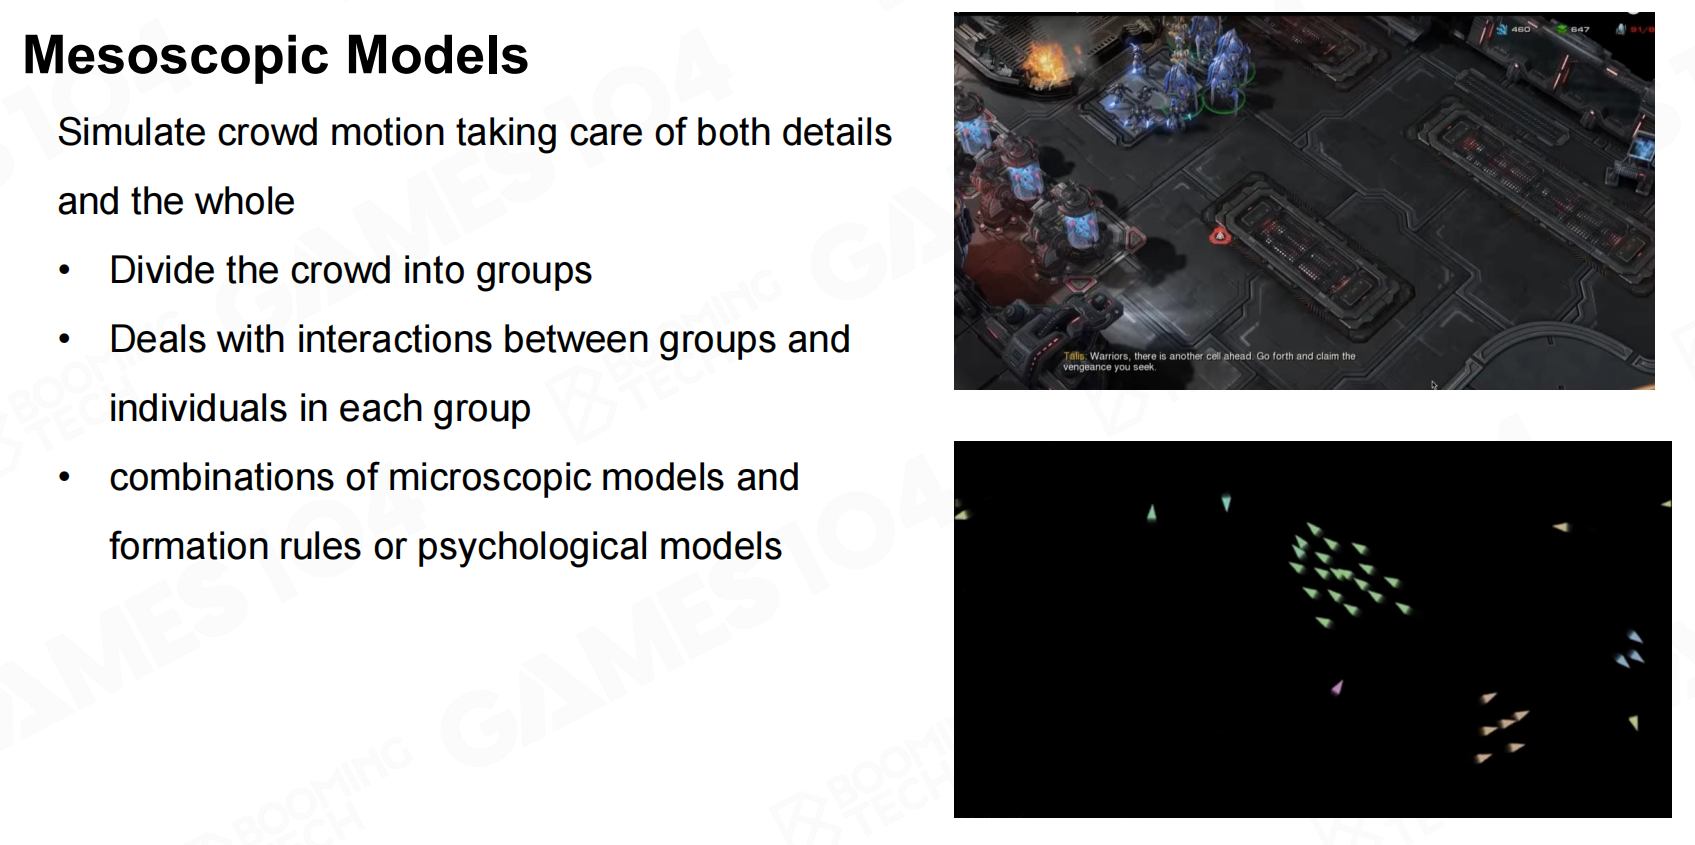 Mesoscopic Models
Simulate crowd motion taking care of both details
and the whole
• Divide the crowd into groups
• Deals with interactions between groups and
individuals in each group
• combinations of microscopic models and
formation rules or psychological models
460 647
Talis: Warriors, there is another cell ahead. Go forth and claim the
vengeance you seek.
GAMES104
BOOMING
TECH